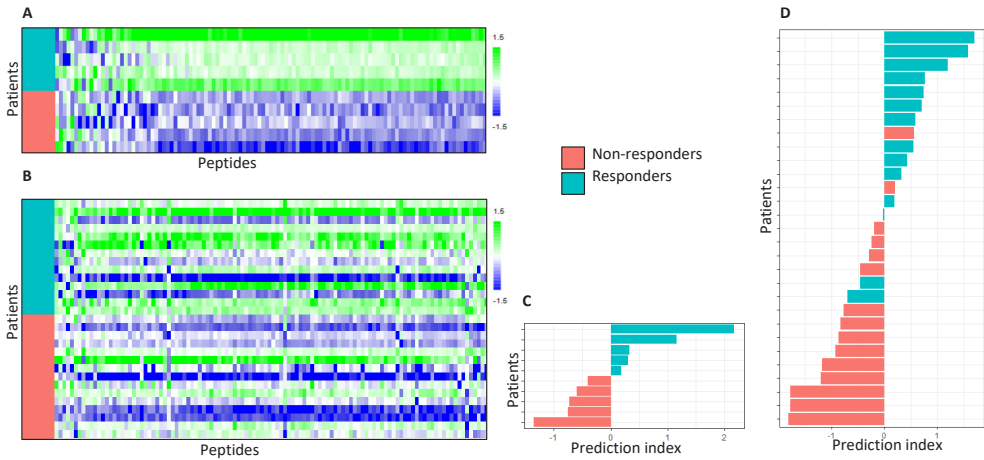 A
Patients
1.6
-1.5
Peptides
B
Patients
1.5
-1.5
Peptides
Non-responders
Responders
C
Patients
-1 0 1 2
Prediction index
D
Patients
-1 0 1
Prediction index